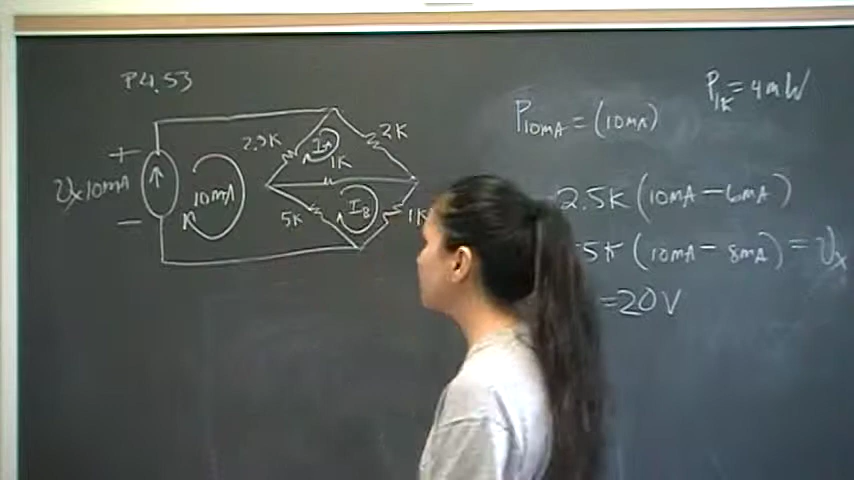 P4.53
2.5K
2K
IA
1K
+
Vx 10mA
10mA
−
5K
IB
1K
P1K = 4mW
P10mA = (10mA)
2.5K(10mA − 6mA)
5K(10mA − 8mA) = Vx
=20V